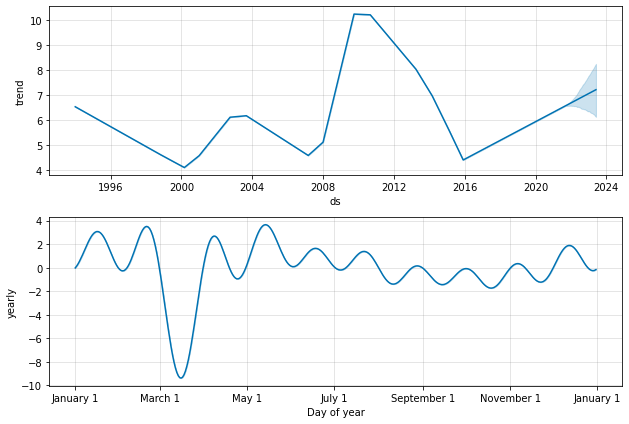 10
9
8
7
6
5
4
trend
1996 2000 2004 2008 2012 2016 2020 2024
ds
4
2
0
−2
−4
−6
−8
−10
yearly
January 1 March 1 May 1 July 1 September 1 November 1 January 1
Day of year